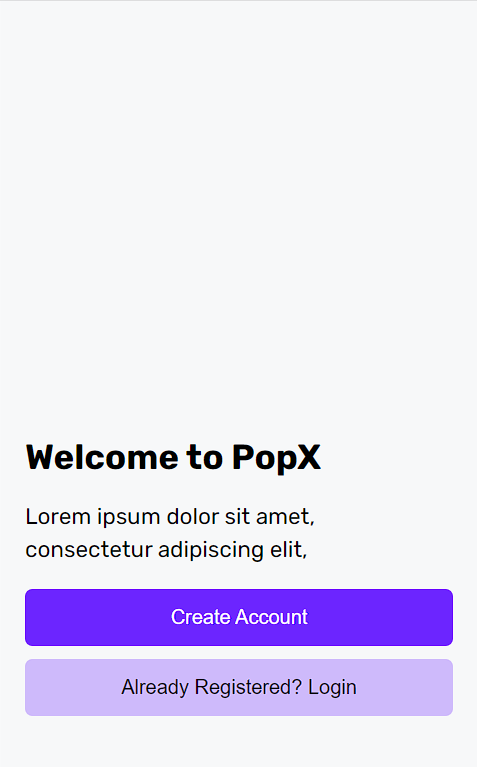 Welcome to PopX
Lorem ipsum dolor sit amet,
consectetur adipiscing elit,
Create Account
Already Registered? Login